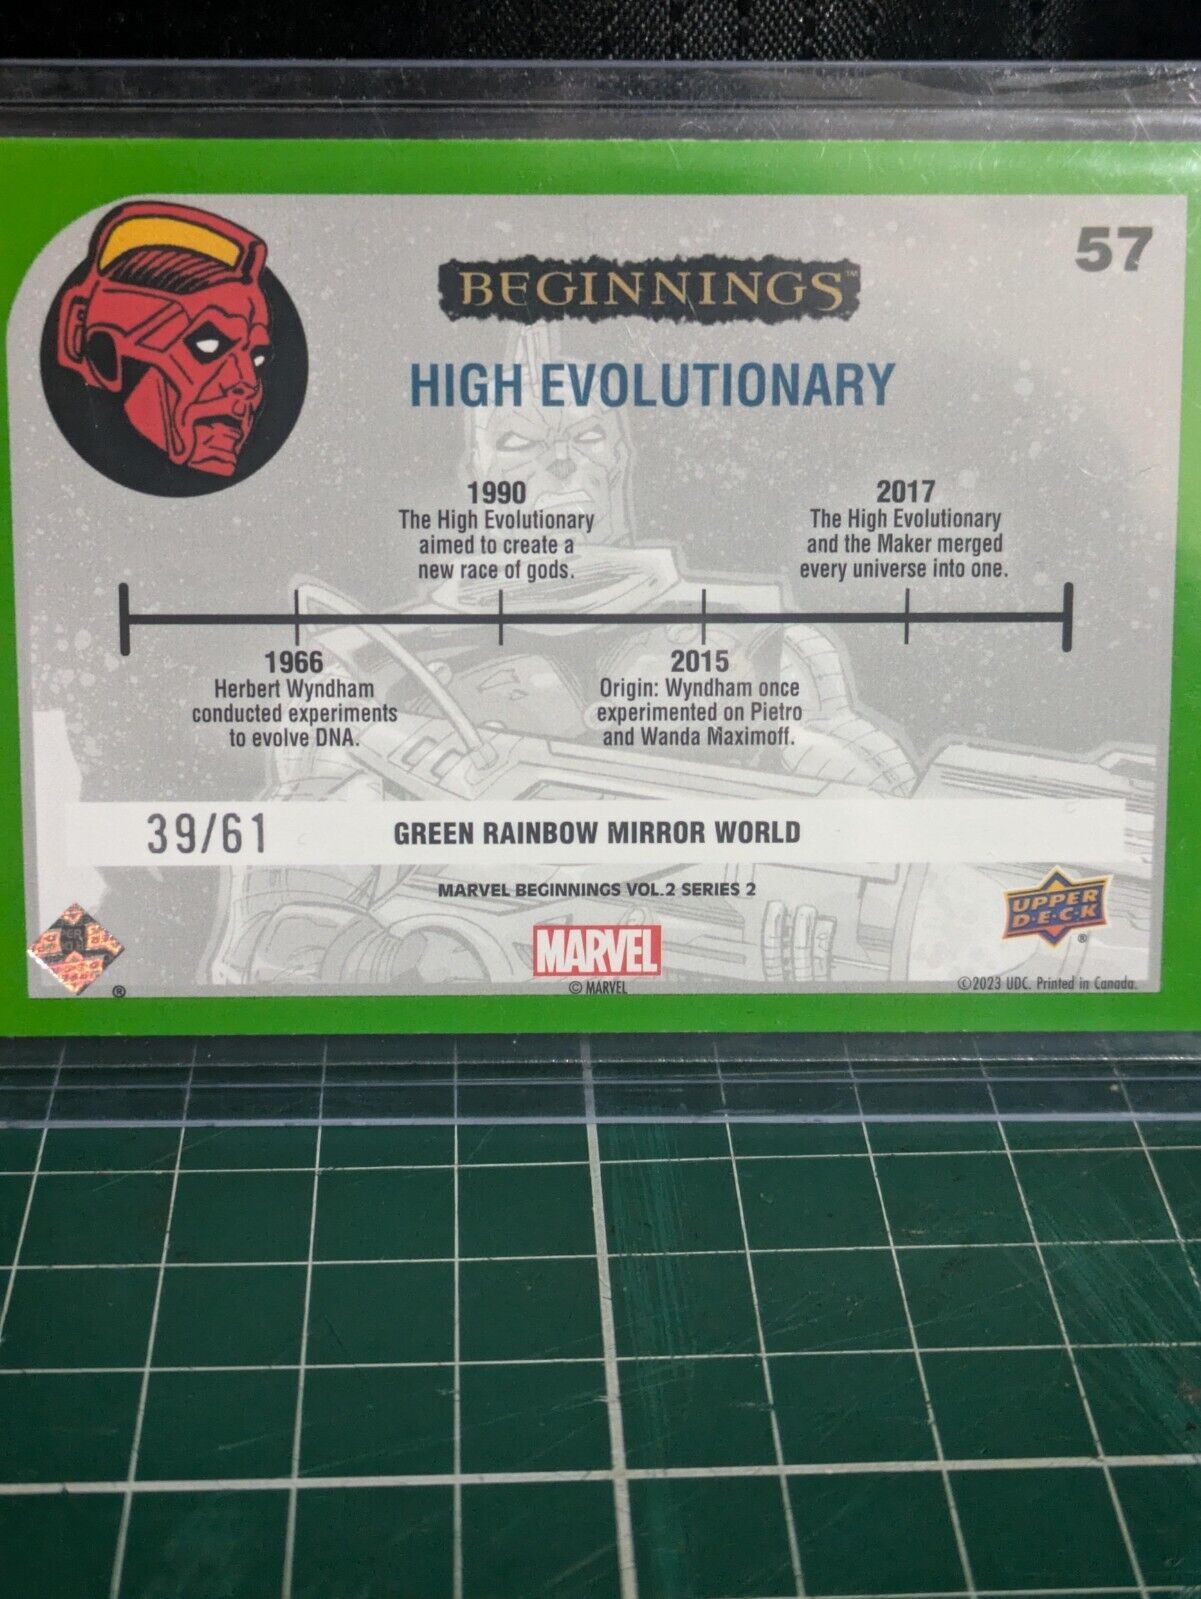 57
BEGINNINGS™
HIGH EVOLUTIONARY
1990
The High Evolutionary
aimed to create a
new race of gods.
2017
The High Evolutionary
and the Maker merged
every universe into one.
1966
Herbert Wyndham
conducted experiments
to evolve DNA.
2015
Origin: Wyndham once
experimented on Pietro
and Wanda Maximoff.
39/61
GREEN RAINBOW MIRROR WORLD
MARVEL BEGINNINGS VOL.2 SERIES 2
UPPER
D·E·C·K
®
MARVEL
® 
© MARVEL
©2023 UDC. Printed in Canada.